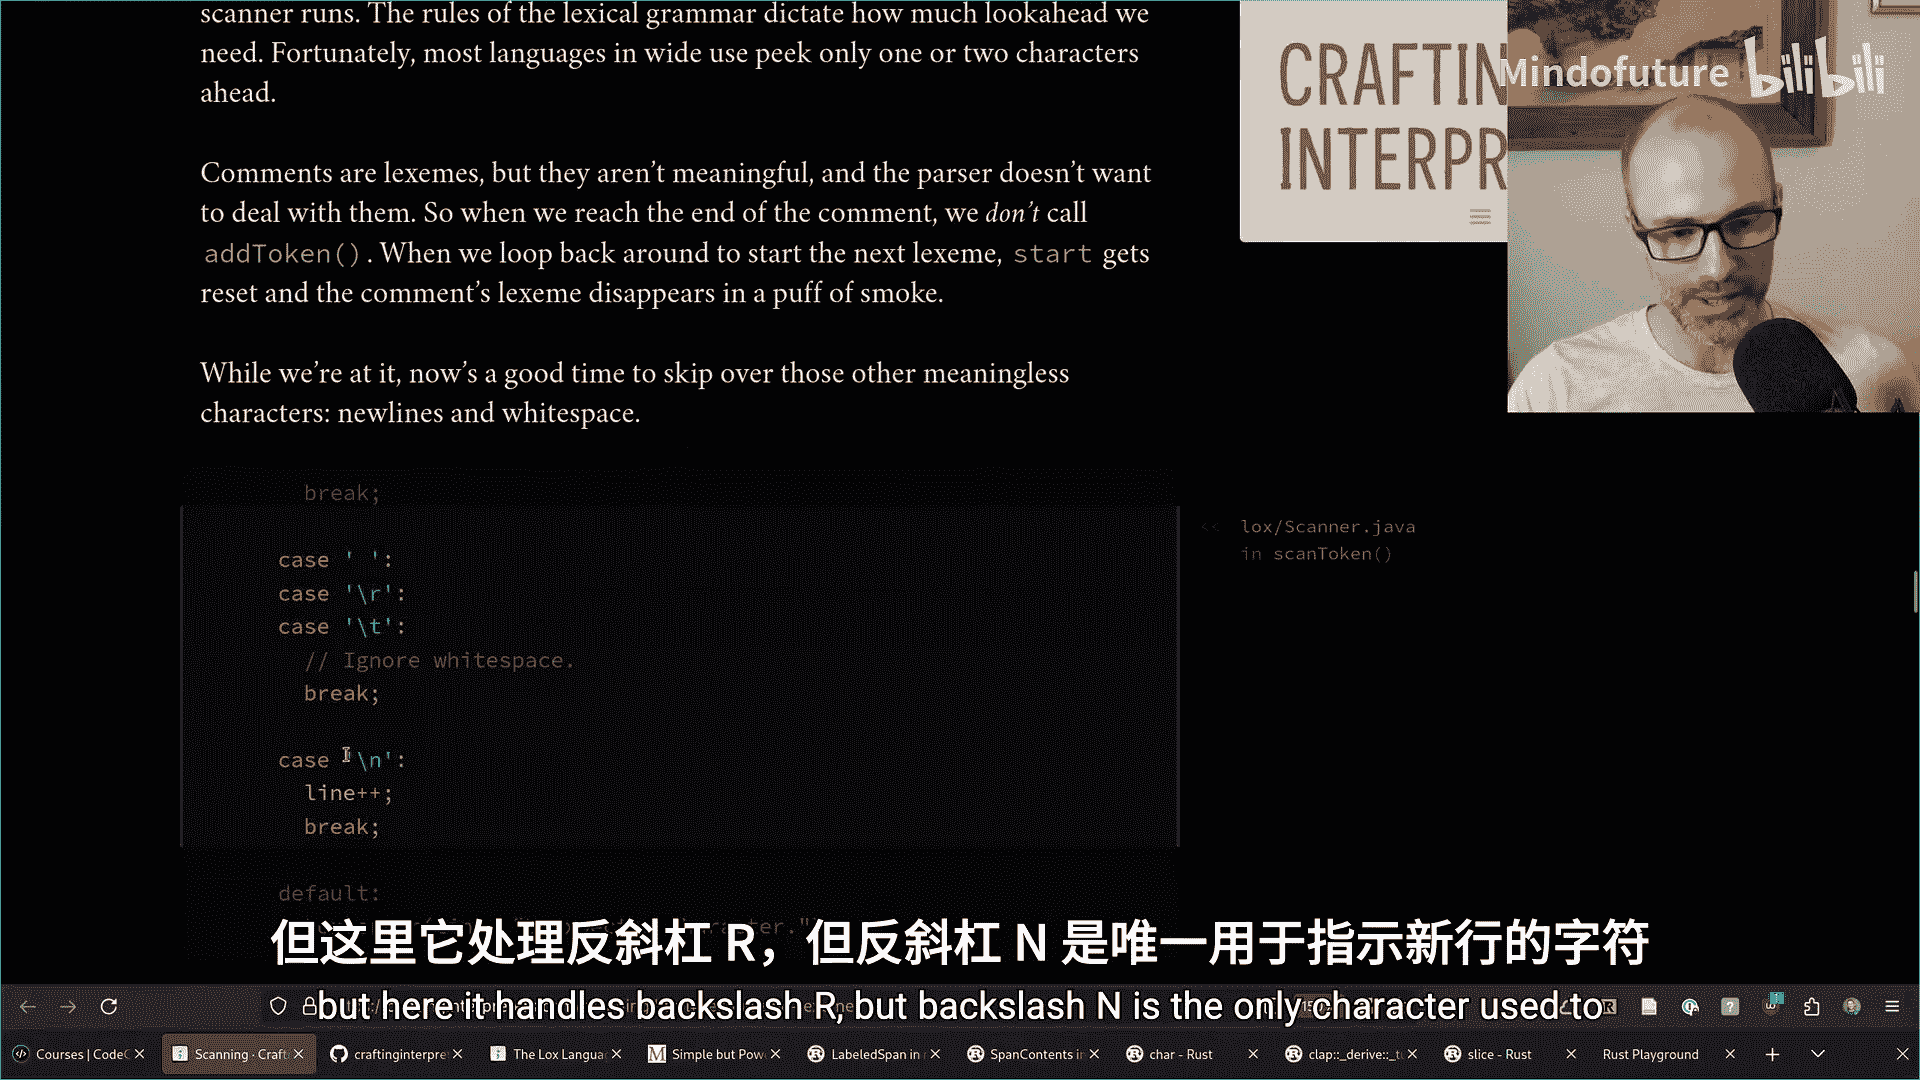 scanner runs. The rules of the lexical grammar dictate how much lookahead we
need. Fortunately, most languages in wide use peek only one or two characters
ahead.
Comments are lexemes, but they aren’t meaningful, and the parser doesn’t want
to deal with them. So when we reach the end of the comment, we don’t call
addToken(). When we loop back around to start the next lexeme, start gets
reset and the comment’s lexeme disappears in a puff of smoke.
While we’re at it, now’s a good time to skip over those other meaningless
characters: newlines and whitespace.
break;
case ' ':
case '\r':
case '\t':
// Ignore whitespace.
break;
case '\n':
line++;
break;
default:
<< lox/Scanner.java
in scanToken()
CRAFTIN
INTERPR
Mindofuture bilibili
但这里它处理反斜杠 R，但反斜杠 N 是唯一用于指示新行的字符
but here it handles backslash R, but backslash N is the only character used to
Courses | Code
Scanning · Craft
craftinginterpre
The Lox Langua
Simple but Pow
LabeledSpan in
SpanContents i
char - Rust
clap::_derive::_t
slice - Rust
Rust Playground